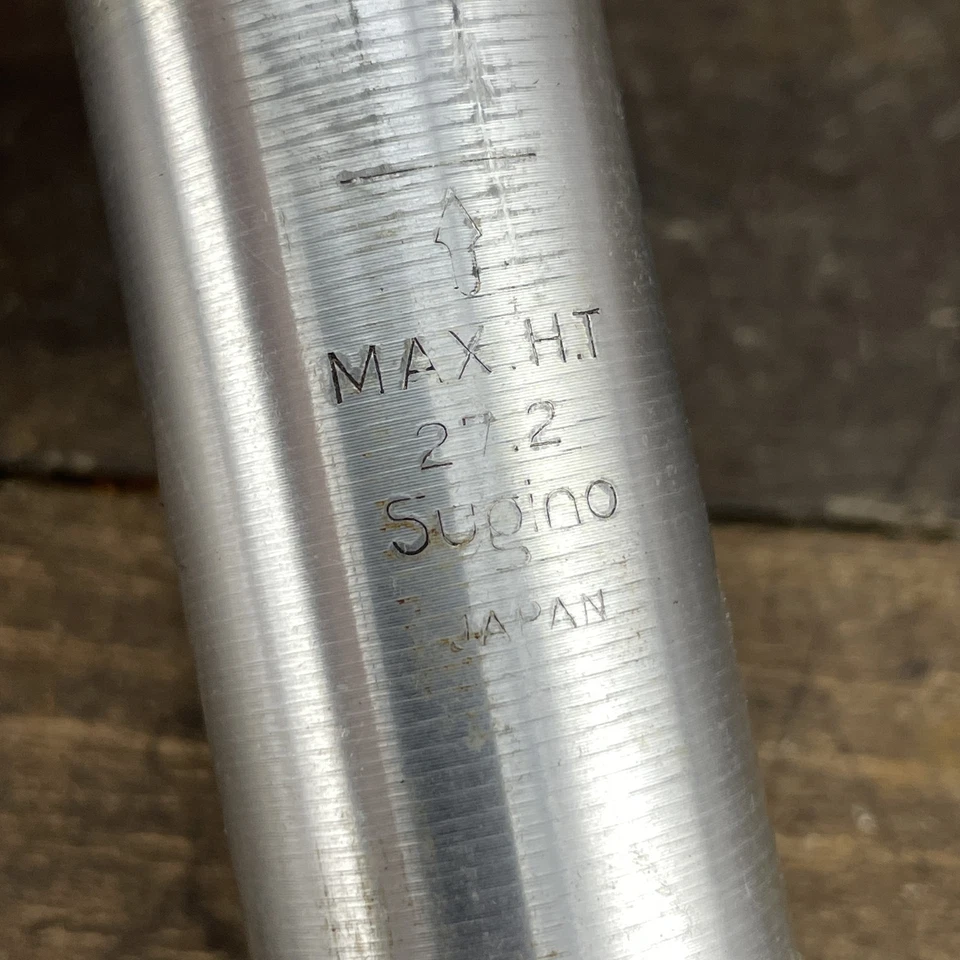 MAX.H.T
27.2
Sugino
JAPAN